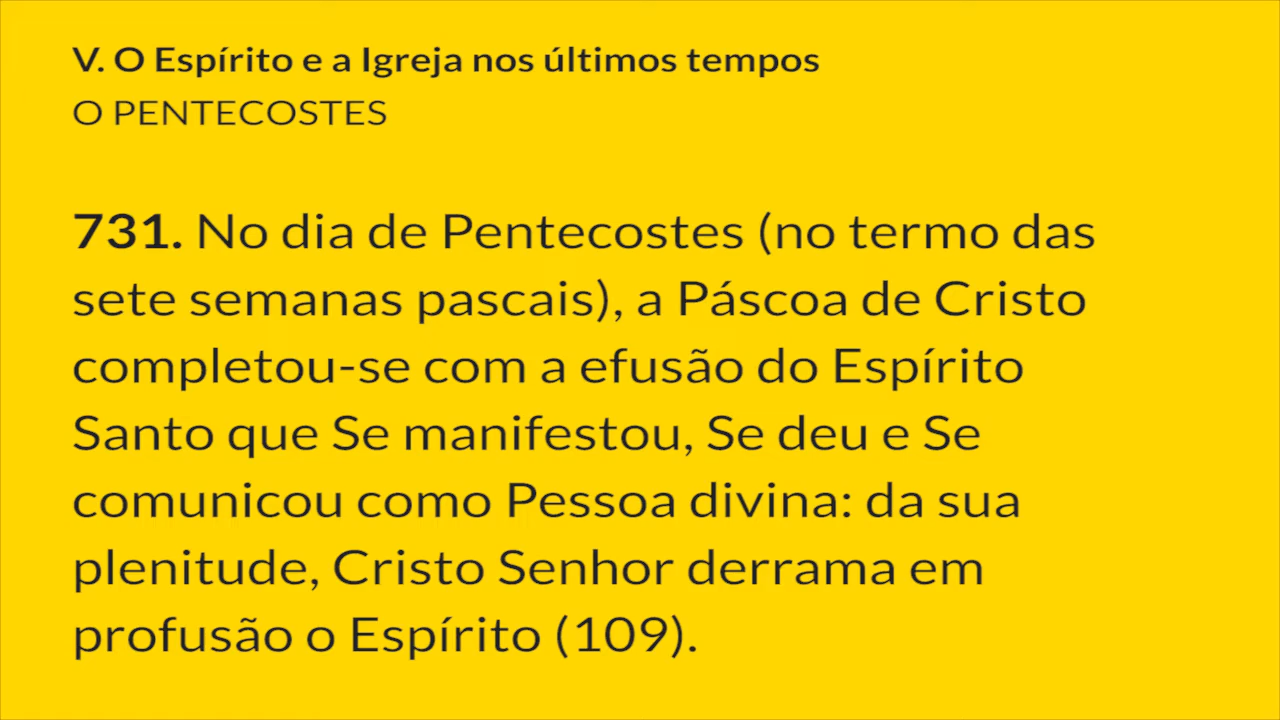 V. O Espírito e a Igreja nos últimos tempos
O PENTECOSTES
731. No dia de Pentecostes (no termo das
sete semanas pascais), a Páscoa de Cristo
completou-se com a efusão do Espírito
Santo que Se manifestou, Se deu e Se
comunicou como Pessoa divina: da sua
plenitude, Cristo Senhor derrama em
profusão o Espírito (109).